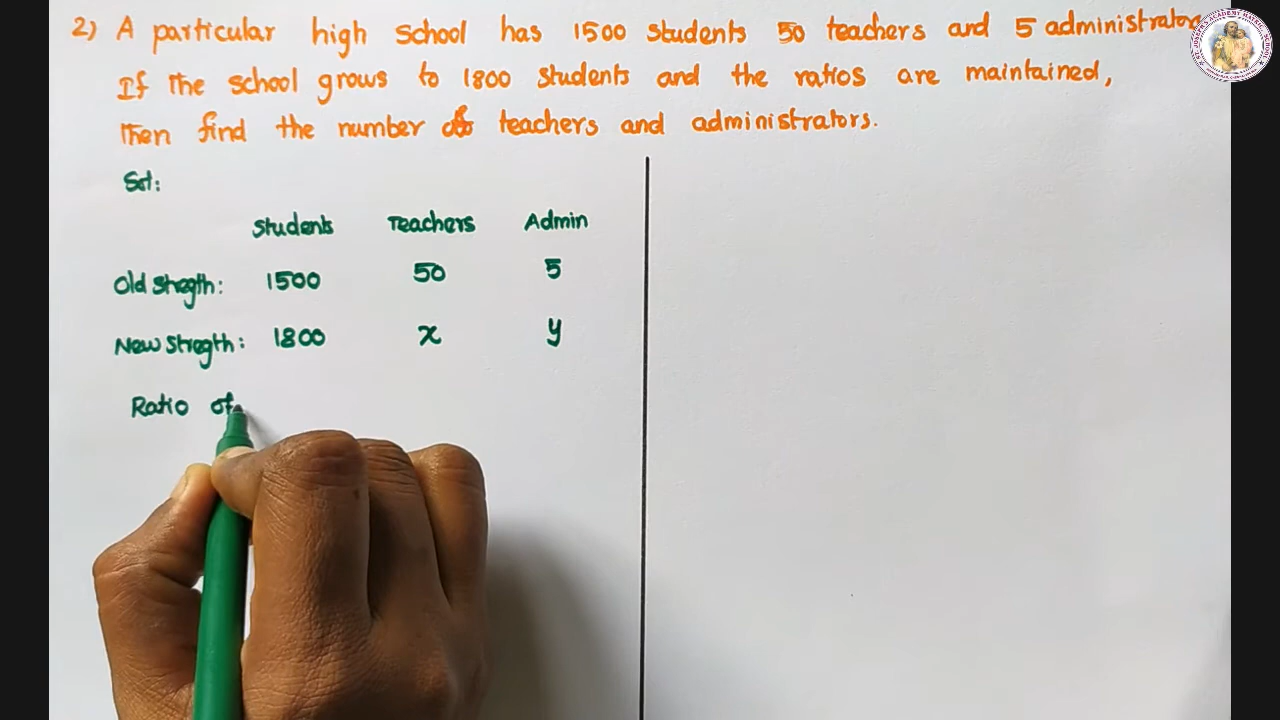 2) A particular high school has 1500 students 50 teachers and 5 administrators
If the school grows to 1800 students and the ratios are maintained,
then find the number of teachers and administrators.
Sol:
Students Teachers Admin
Old Stregth: 1500 50 5
New Stregth: 1800 x y
Ratio of